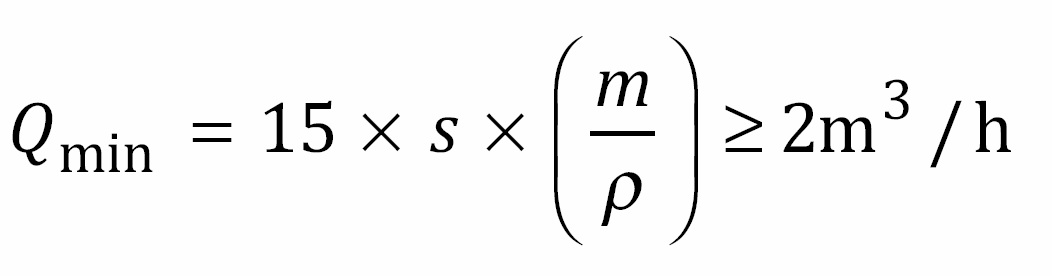 Q_min = 15 × s × (m/ρ) ≥ 2m³/h